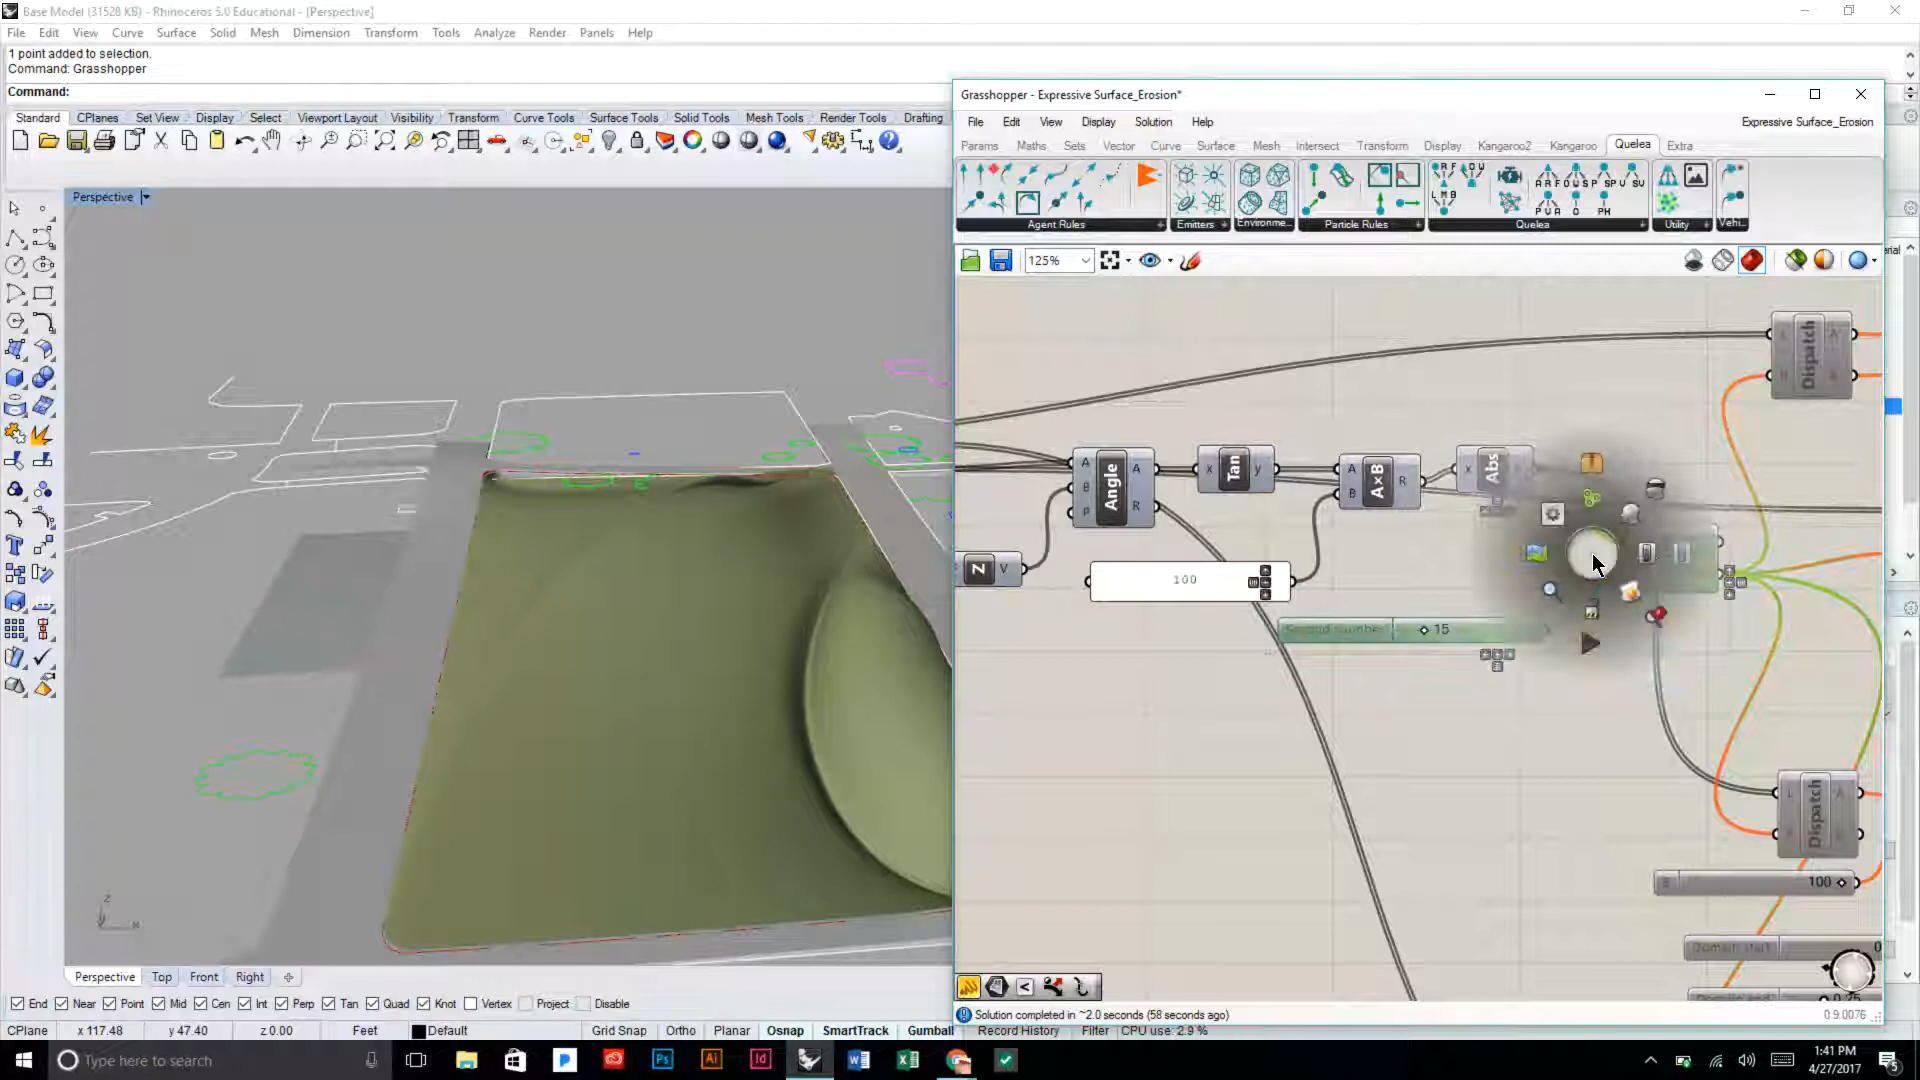 Base Model (31528 KB) - Rhinoceros 5.0 Educational - [Perspective]
File Edit View Curve Surface Solid Mesh Dimension Transform Tools Analyze Render Panels Help
1 point added to selection.
Command: Grasshopper
Command:
Standard CPlanes Set View Display Select Viewport Layout Visibility Transform Curve Tools Surface Tools Solid Tools Mesh Tools Render Tools Drafting
Perspective
Grasshopper - Expressive Surface_Erosion*
File Edit View Display Solution Help
Expressive Surface_Erosion
Params Maths Sets Vector Curve Surface Mesh Intersect Transform Display Kangaroo2 Kangaroo Quelea Extra
Agent Rules Emitters Environme... Particle Rules Quelea Utility Vehi...
125%
Dispatch
A
Angle
A B P
A R
x Tan y
A B
A×B
R
x Abs
N V
100
15
Dispatch
100
Domain start
0
0.25
z
x
Perspective Top Front Right
End Near Point Mid Cen Int Perp Tan Quad Knot Vertex Project Disable
Solution completed in ~2.0 seconds (58 seconds ago)
0.9.0076
CPlane x 117.48 y 47.40 z 0.00 Feet Default Grid Snap Ortho Planar Osnap SmartTrack Gumball Record History Filter CPU use: 2.9 %
Type here to search
1:41 PM
4/27/2017
5